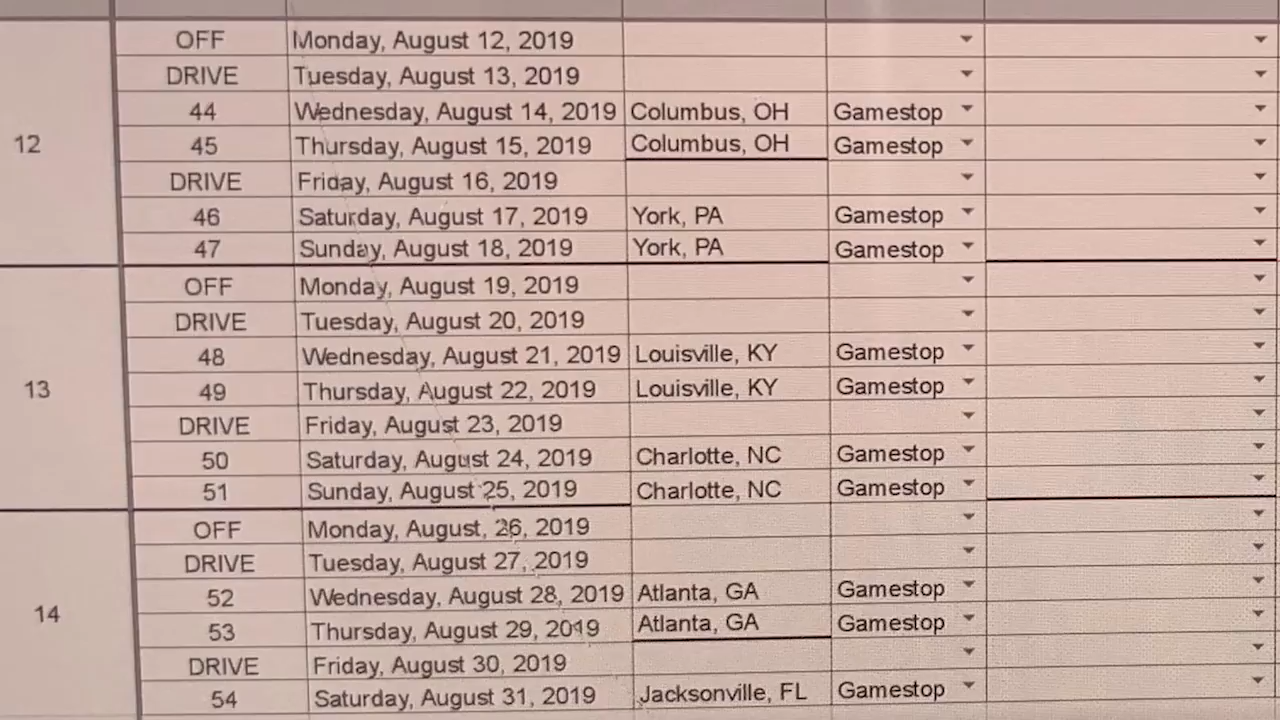 OFF Monday, August 12, 2019
DRIVE Tuesday, August 13, 2019
44 Wednesday, August 14, 2019 Columbus, OH Gamestop
12 45 Thursday, August 15, 2019 Columbus, OH Gamestop
DRIVE Friday, August 16, 2019
46 Saturday, August 17, 2019 York, PA Gamestop
47 Sunday, August 18, 2019 York, PA Gamestop
OFF Monday, August 19, 2019
DRIVE Tuesday, August 20, 2019
48 Wednesday, August 21, 2019 Louisville, KY Gamestop
13 49 Thursday, August 22, 2019 Louisville, KY Gamestop
DRIVE Friday, August 23, 2019
50 Saturday, August 24, 2019 Charlotte, NC Gamestop
51 Sunday, August 25, 2019 Charlotte, NC Gamestop
OFF Monday, August, 26, 2019
DRIVE Tuesday, August 27, 2019
52 Wednesday, August 28, 2019 Atlanta, GA Gamestop
14 53 Thursday, August 29, 2019 Atlanta, GA Gamestop
DRIVE Friday, August 30, 2019
54 Saturday, August 31, 2019 Jacksonville, FL Gamestop